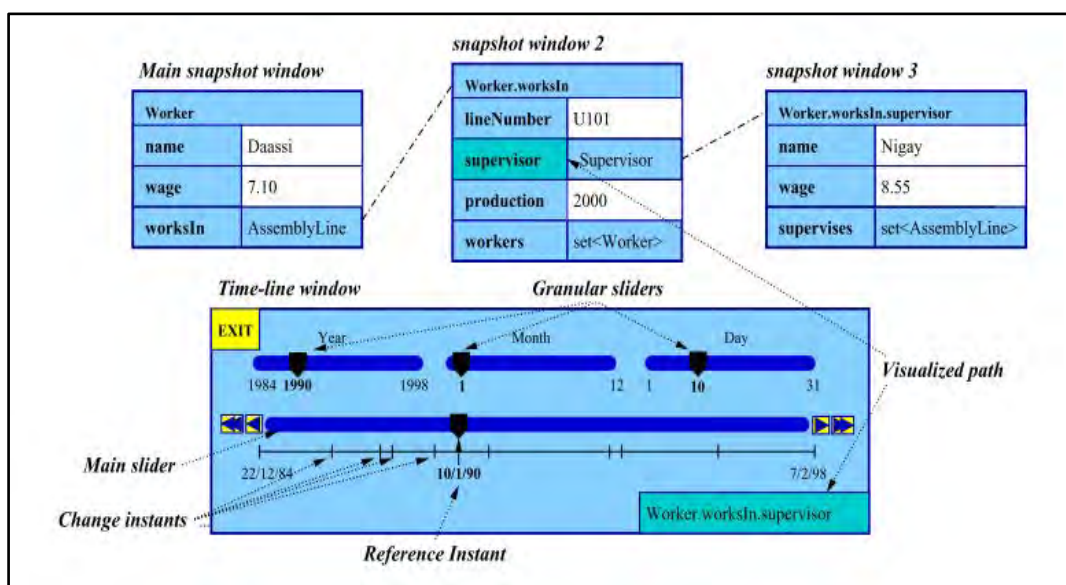 snapshot window 2
Main snapshot window
snapshot window 3
Worker
name Daassi
wage 7.10
worksIn AssemblyLine
Worker.worksIn
lineNumber U101
supervisor Supervisor
production 2000
workers set<Worker>
Worker.worksIn.supervisor
name Nigay
wage 8.55
supervises set<AssemblyLine>
Time-line window
Granular sliders
EXIT
Year Month Day
1984 1990 1998 1 12 1 10 31
Visualized path
Main slider
22/12/84 10/1/90 7/2/98
Change instants
Worker.worksIn.supervisor
Reference Instant